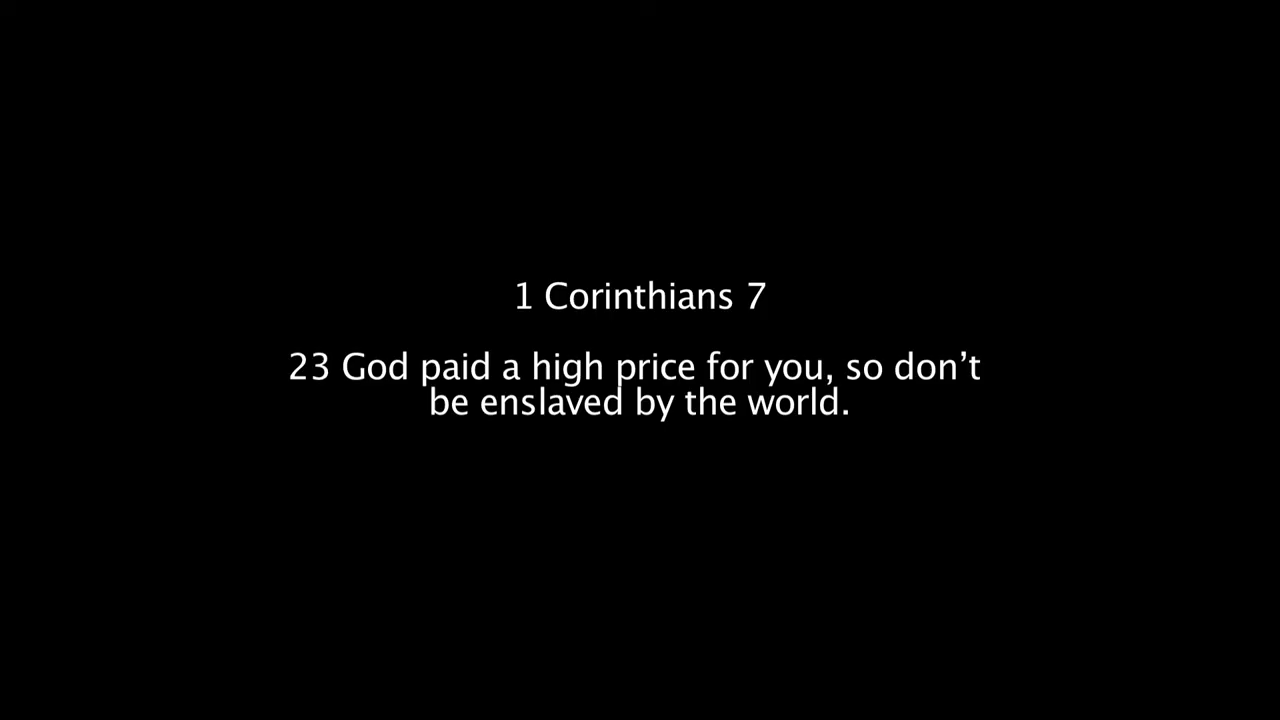 1 Corinthians 7
23 God paid a high price for you, so don’t
be enslaved by the world.